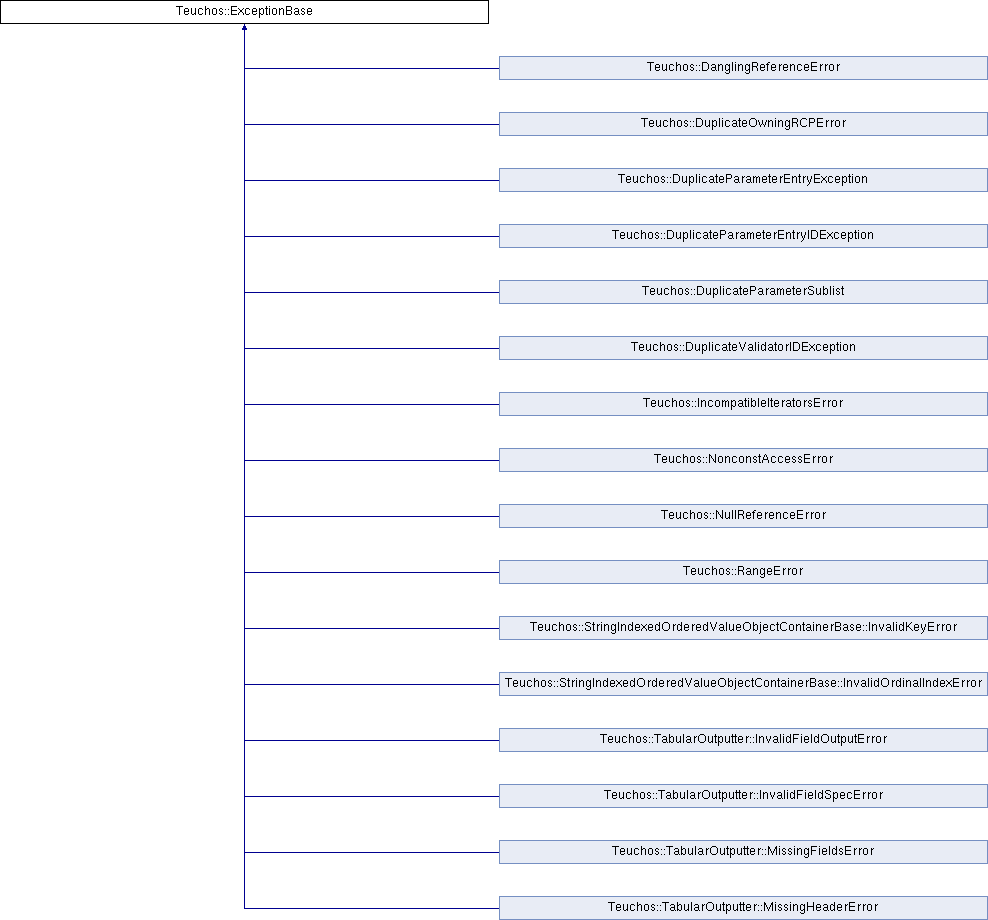 Teuchos::ExceptionBase
Teuchos::DanglingReferenceError
Teuchos::DuplicateOwningRCPError
Teuchos::DuplicateParameterEntryException
Teuchos::DuplicateParameterEntryIDException
Teuchos::DuplicateParameterSublist
Teuchos::DuplicateValidatorIDException
Teuchos::IncompatibleIteratorsError
Teuchos::NonconstAccessError
Teuchos::NullReferenceError
Teuchos::RangeError
Teuchos::StringIndexedOrderedValueObjectContainerBase::InvalidKeyError
Teuchos::StringIndexedOrderedValueObjectContainerBase::InvalidOrdinalIndexError
Teuchos::TabularOutputter::InvalidFieldOutputError
Teuchos::TabularOutputter::InvalidFieldSpecError
Teuchos::TabularOutputter::MissingFieldsError
Teuchos::TabularOutputter::MissingHeaderError